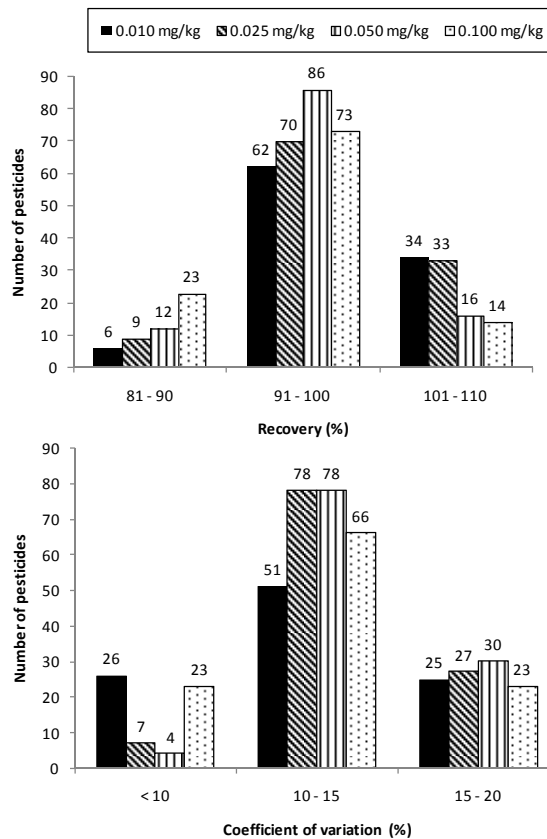 0.010 mg/kg 0.025 mg/kg 0.050 mg/kg 0.100 mg/kg
Number of pesticides
90
80
70
60
50
40
30
20
10
0
6 9 12 23
62 70 86 73
34 33 16 14
81 - 90 91 - 100 101 - 110
Recovery (%)
Number of pesticides
90
80
70
60
50
40
30
20
10
0
26 7 4 23
51 78 78 66
25 27 30 23
< 10 10 - 15 15 - 20
Coefficient of variation (%)